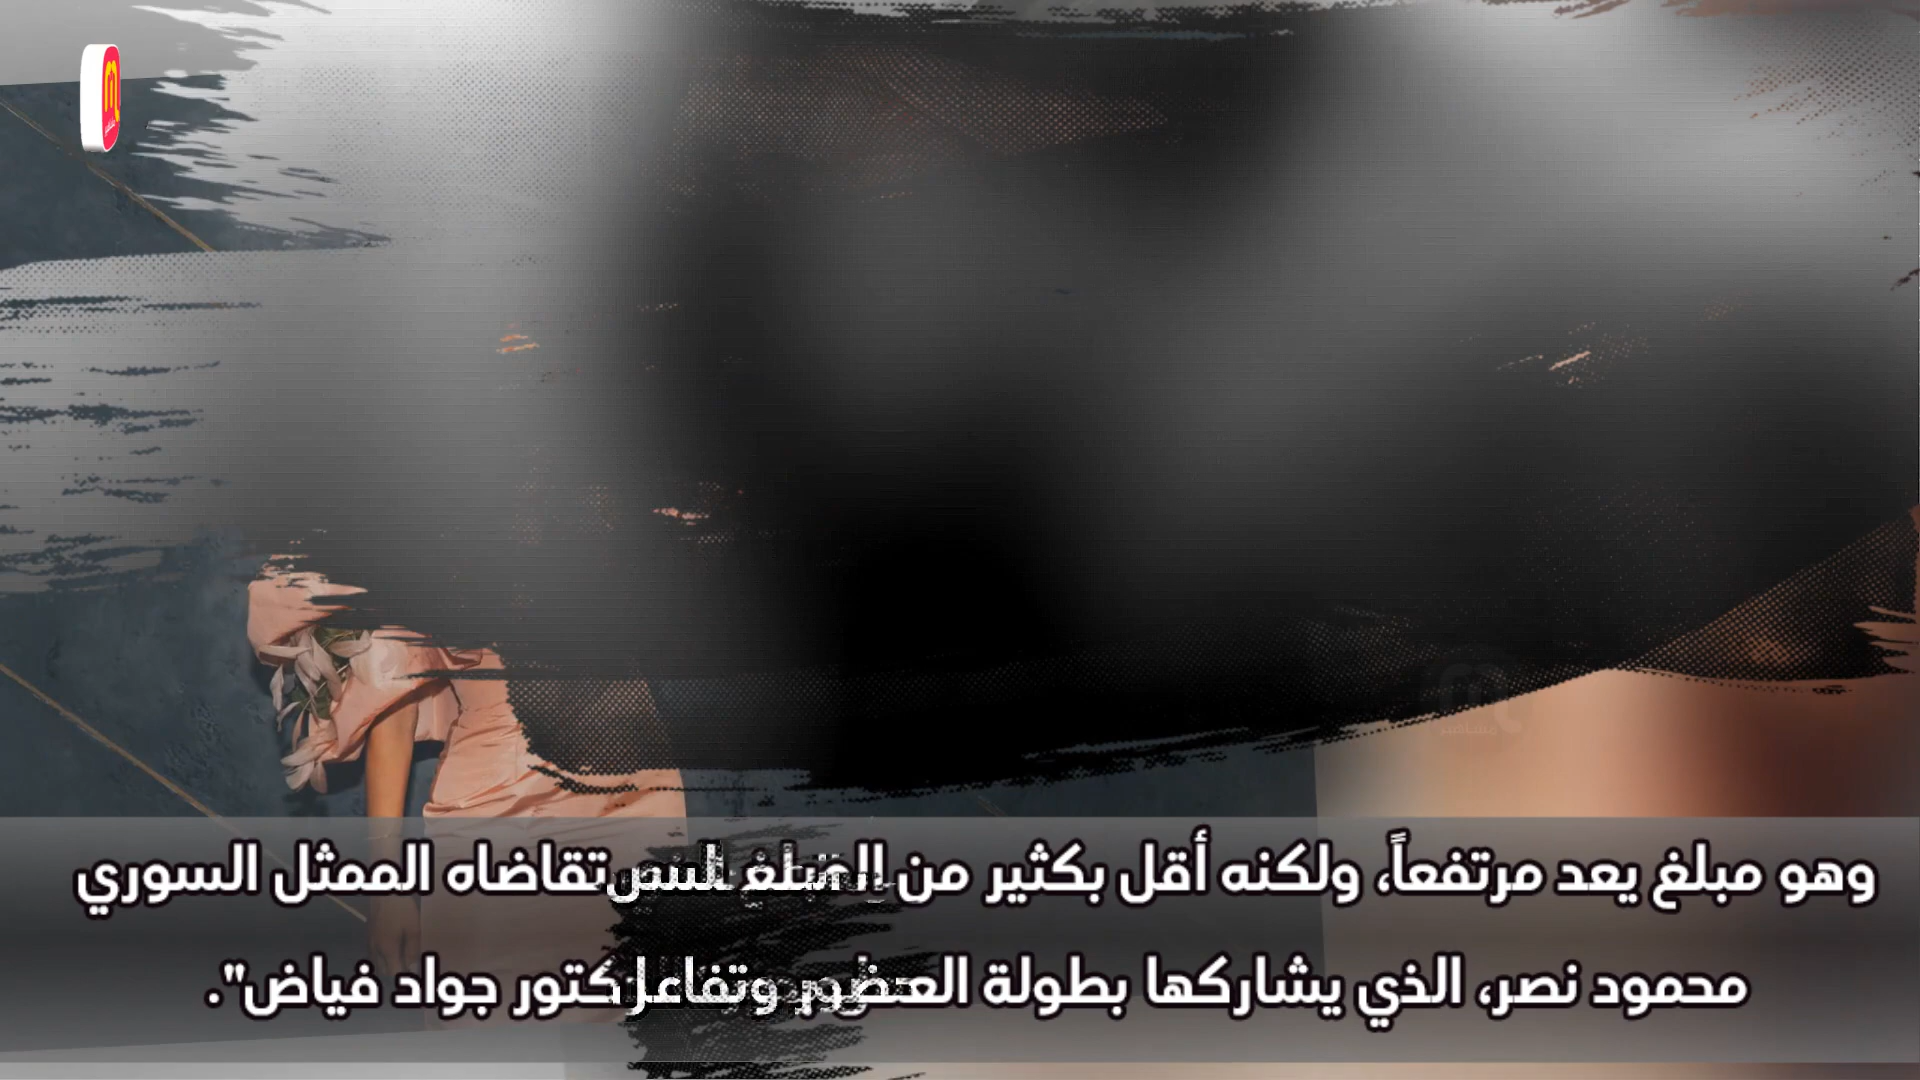 وهو مبلغ يعد مرتفعاً، ولكنه أقل بكثير من المبلغ تقاضاه الممثل السوري
محمود نصر، الذي يشاركها بطولة وتفاعل جواد فياض".